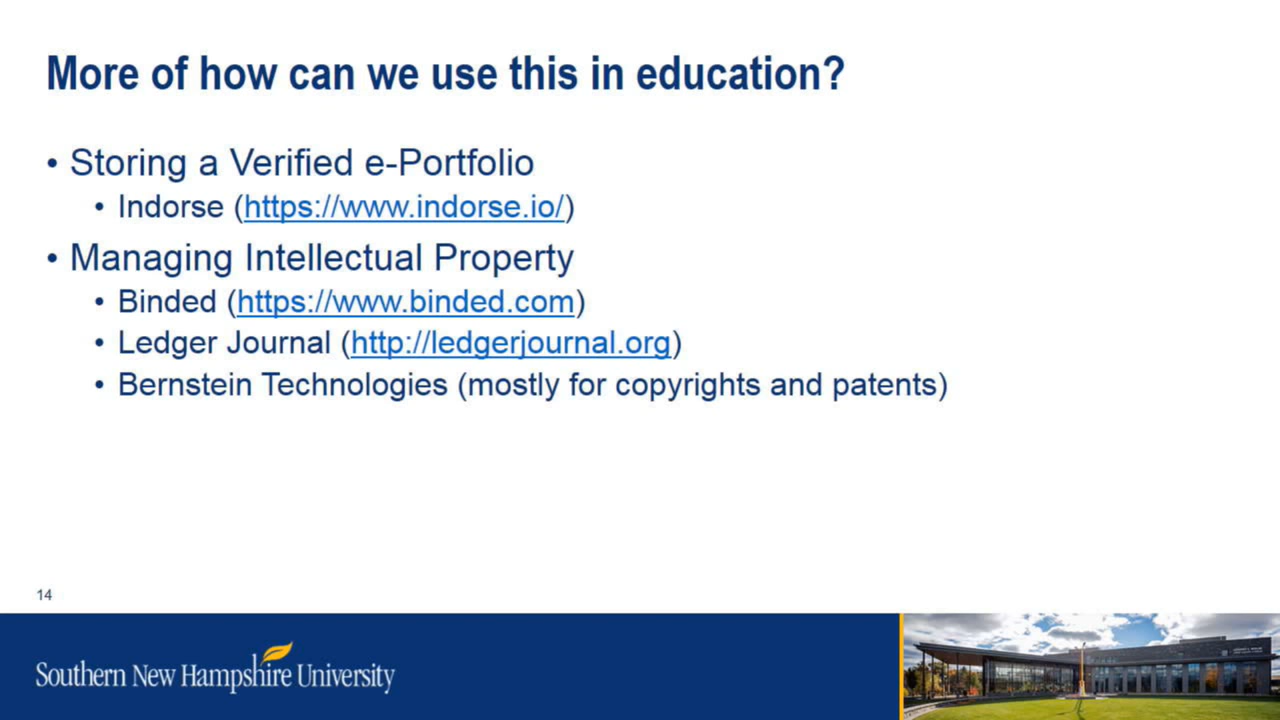 More of how can we use this in education?
• Storing a Verified e-Portfolio
• Indorse (https://www.indorse.io/)
• Managing Intellectual Property
• Binded (https://www.binded.com)
• Ledger Journal (http://ledgerjournal.org)
• Bernstein Technologies (mostly for copyrights and patents)
14
Southern New Hampshire University